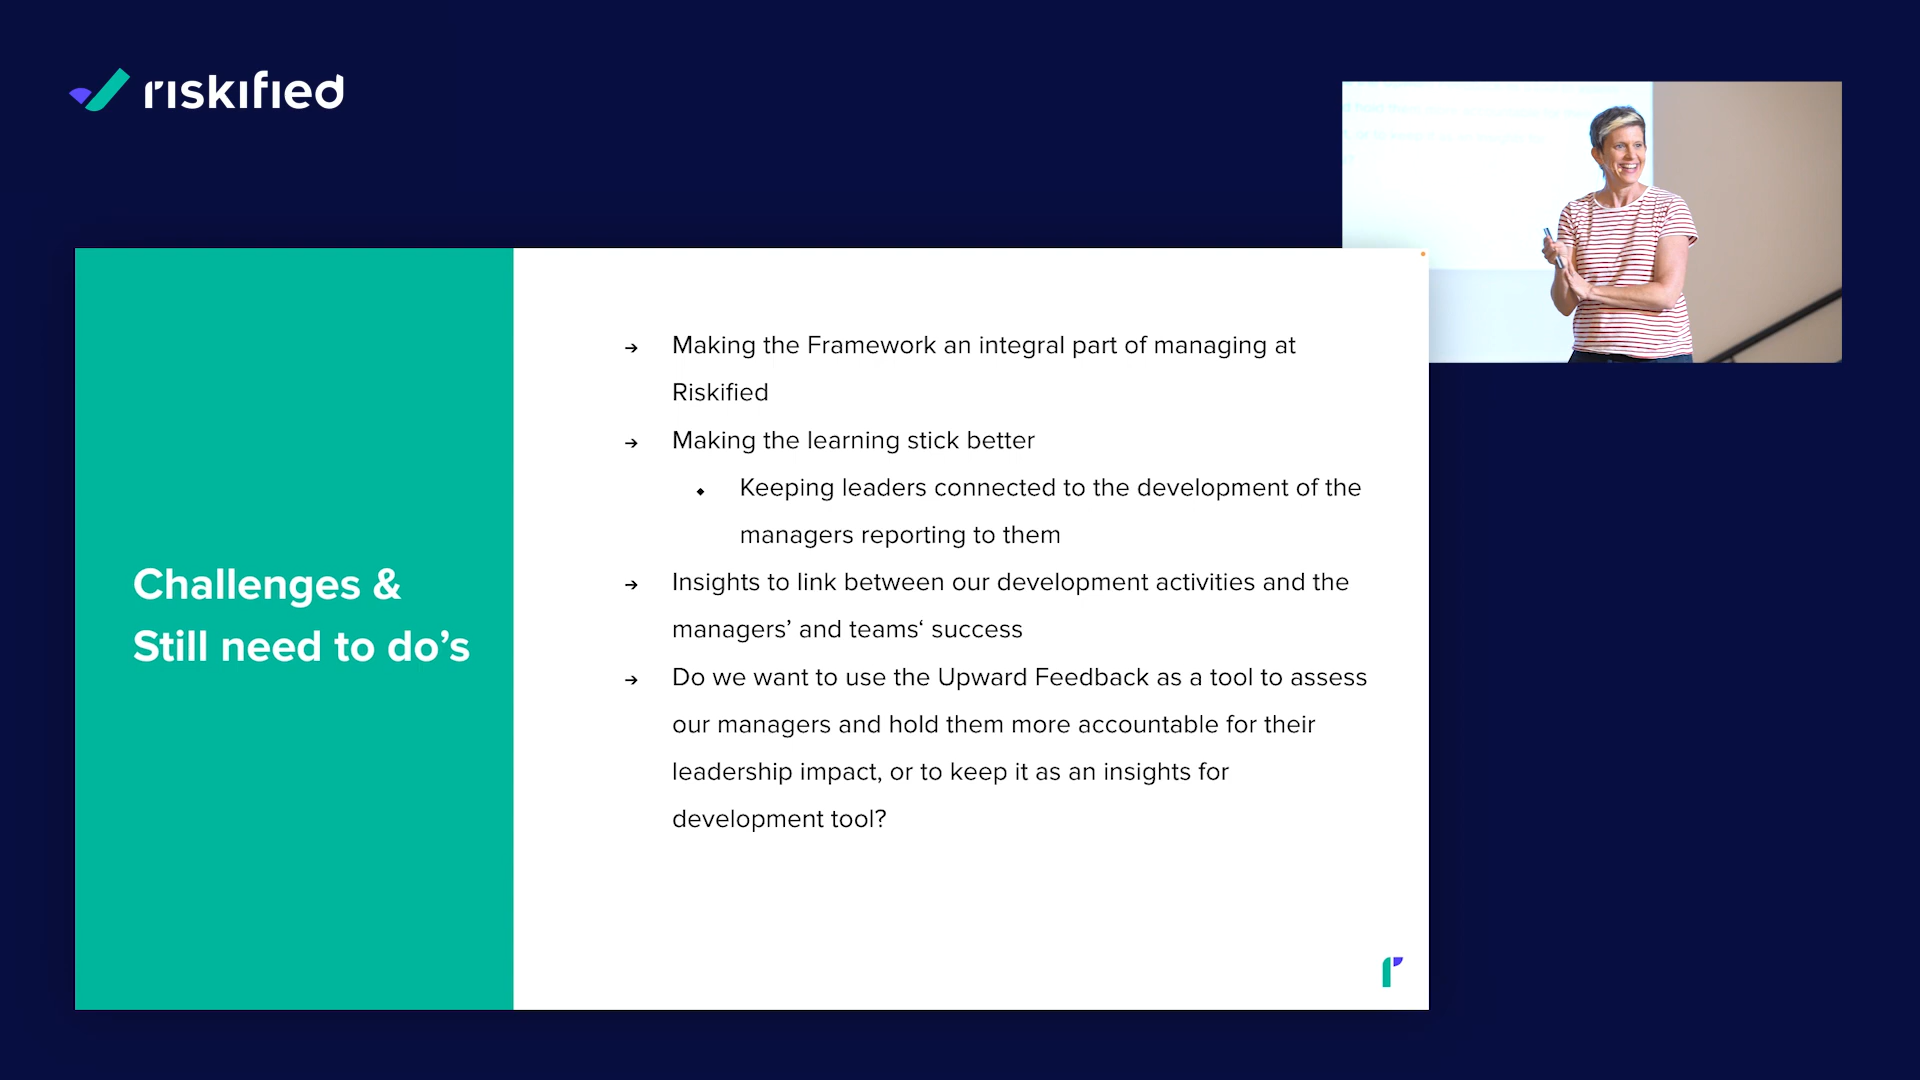 riskified
Challenges &
Still need to do’s
➔ Making the Framework an integral part of managing at
Riskified
➔ Making the learning stick better
◆ Keeping leaders connected to the development of the
managers reporting to them
➔ Insights to link between our development activities and the
managers’ and teams‘ success
➔ Do we want to use the Upward Feedback as a tool to assess
our managers and hold them more accountable for their
leadership impact, or to keep it as an insights for
development tool?